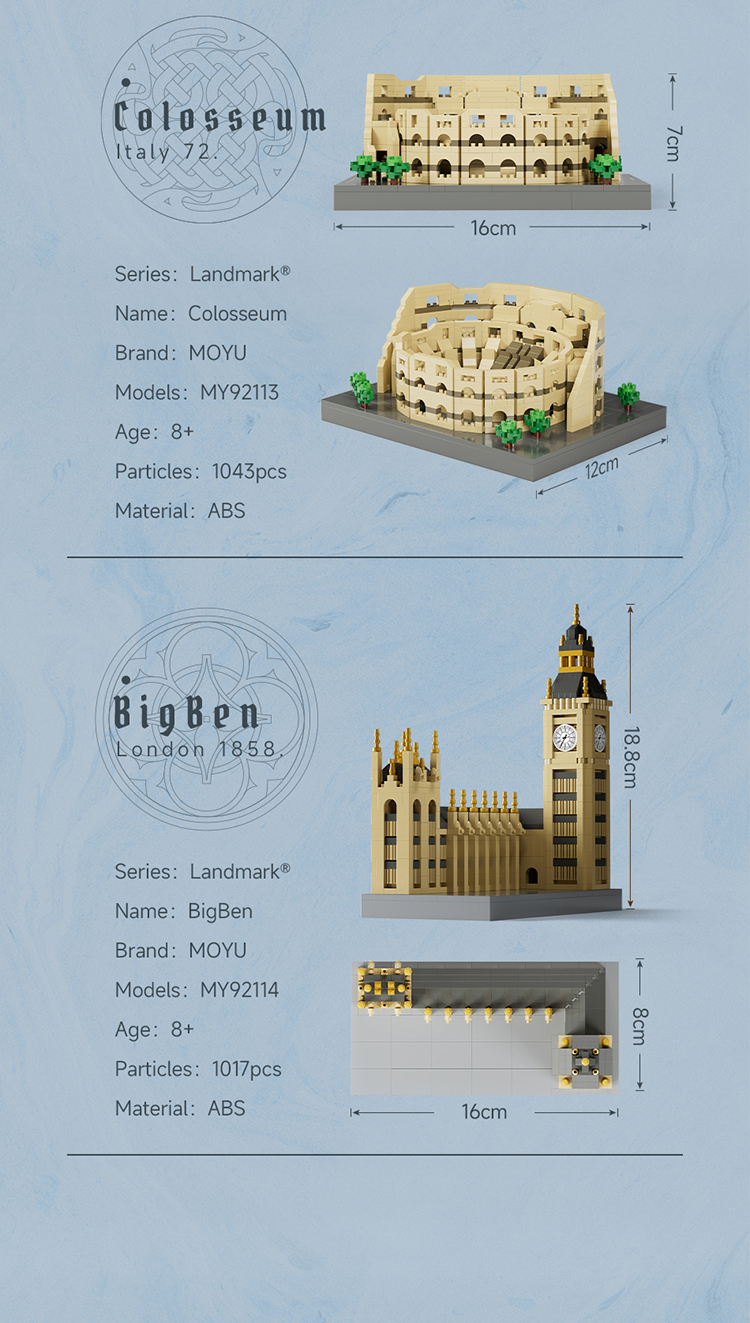 Colosseum
Italy 72.
7cm
16cm
Series: Landmark®
Name: Colosseum
Brand: MOYU
Models: MY92113
Age: 8+
Particles: 1043pcs
Material: ABS
12cm
BigBen
London 1858.
18.8cm
Series: Landmark®
Name: BigBen
Brand: MOYU
Models: MY92114
Age: 8+
Particles: 1017pcs
Material: ABS
8cm
16cm